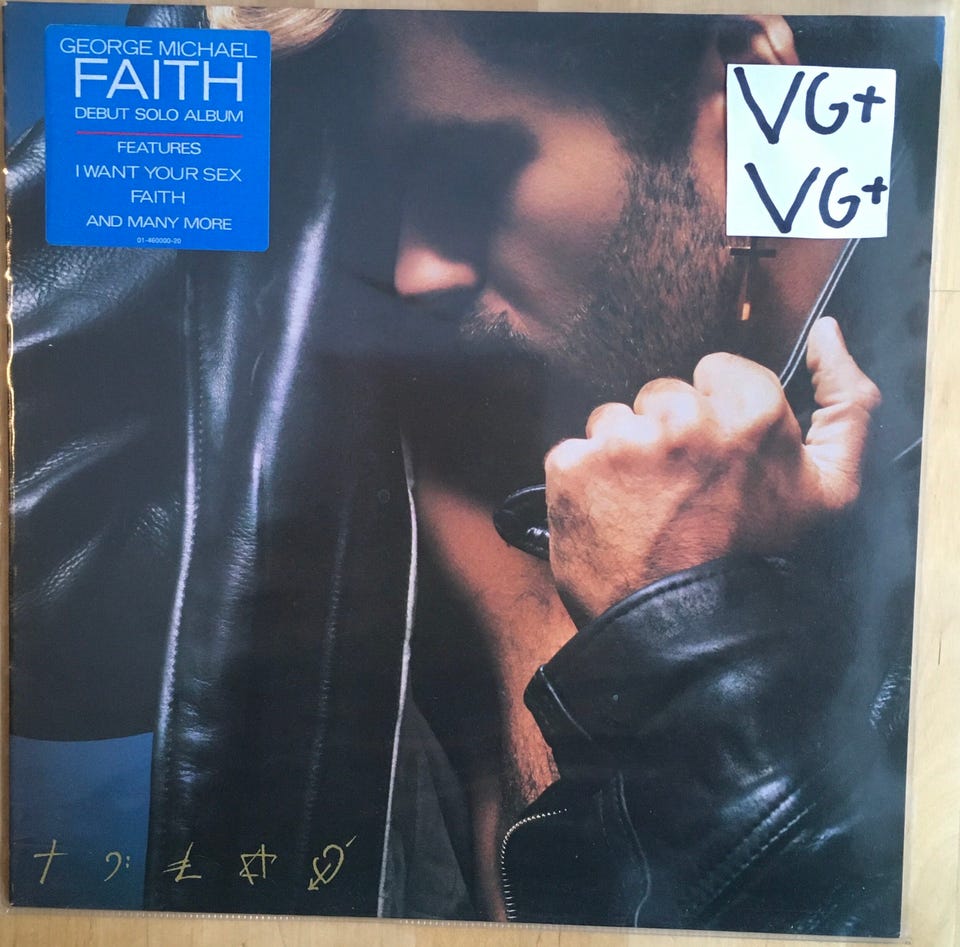 GEORGE MICHAEL
FAITH
DEBUT SOLO ALBUM
FEATURES
I WANT YOUR SEX
FAITH
AND MANY MORE
01-460000-20
VG+
VG+